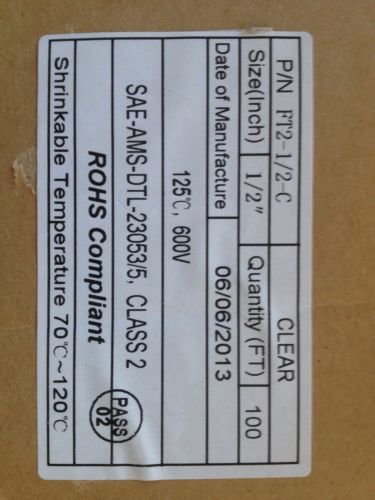 P/N FT2-1/2-C CLEAR
Size(Inch) 1/2" Quantity (FT) 100
Date of Manufacture 06/06/2013
125℃, 600V
SAE-AMS-DTL-23053/5, CLASS 2
ROHS Compliant PASS 02
Shrinkable Temperature 70℃~120℃